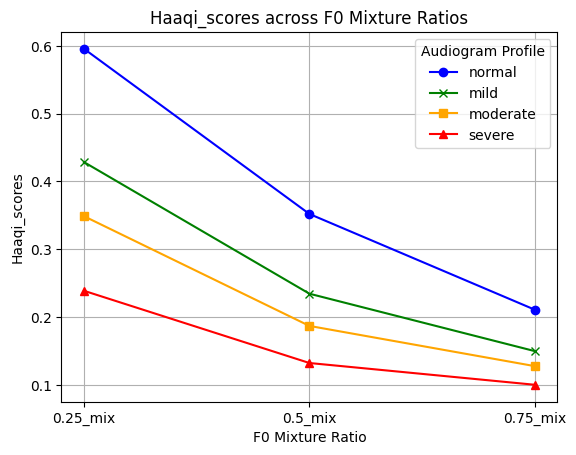 Haaqi_scores across F0 Mixture Ratios
Audiogram Profile
normal
mild
moderate
severe
Haaqi_scores
0.6
0.5
0.4
0.3
0.2
0.1
0.25_mix
0.5_mix
0.75_mix
F0 Mixture Ratio